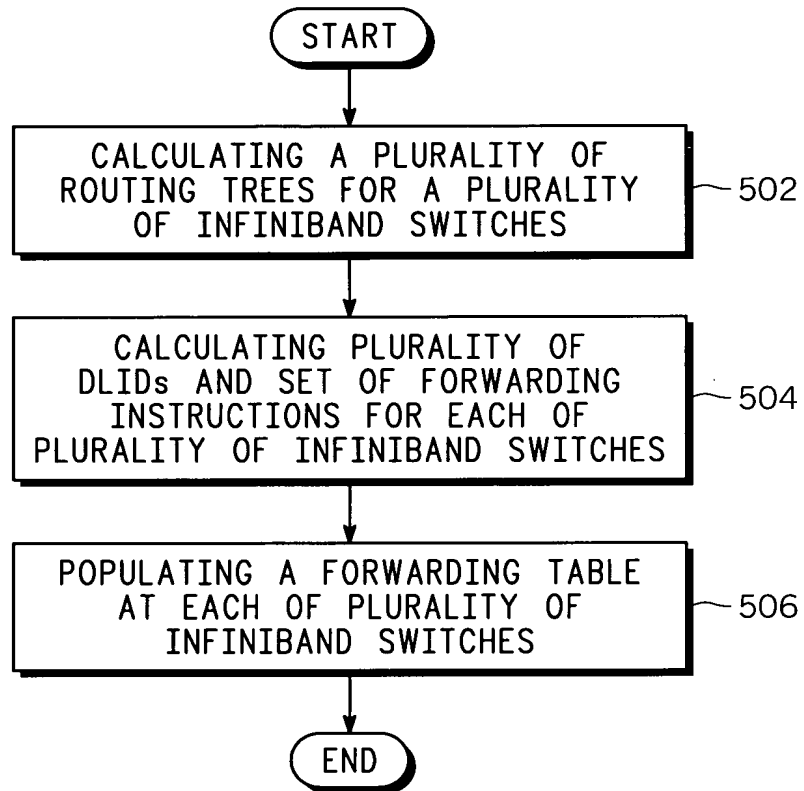 START
CALCULATING A PLURALITY OF
ROUTING TREES FOR A PLURALITY
OF INFINIBAND SWITCHES
502
CALCULATING PLURALITY OF
DLIDs AND SET OF FORWARDING
INSTRUCTIONS FOR EACH OF
PLURALITY OF INFINIBAND SWITCHES
504
POPULATING A FORWARDING TABLE
AT EACH OF PLURALITY OF
INFINIBAND SWITCHES
506
END